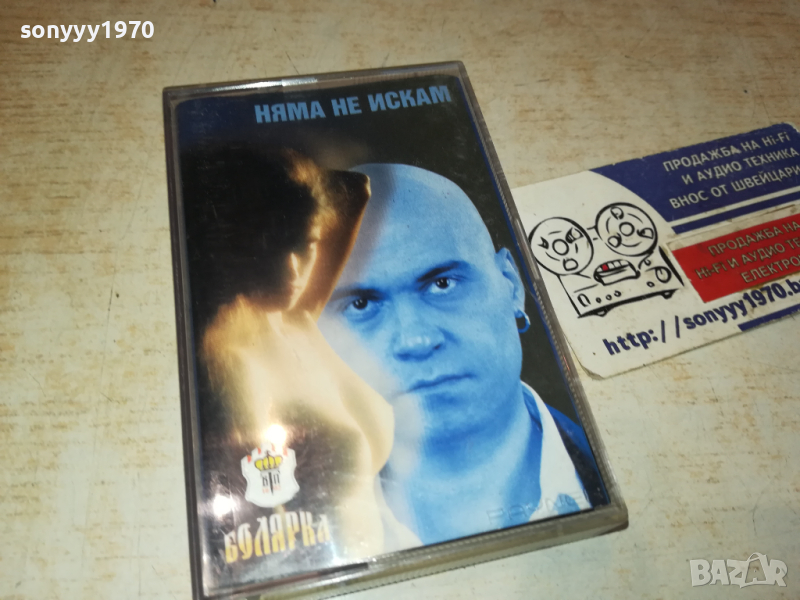 sonyyy1970
НЯМА НЕ ИСКАМ
БОЛЯРКА
ПРОДАЖБА НА Hi-Fi
И АУДИО ТЕХНИКА
ВНОС ОТ ШВЕЙЦАРИ
ПРОДАЖБА НА
Hi-Fi И АУДИО ТЕ
ЕЛЕКТРО
http://sonyyy1970.b
BAZAR